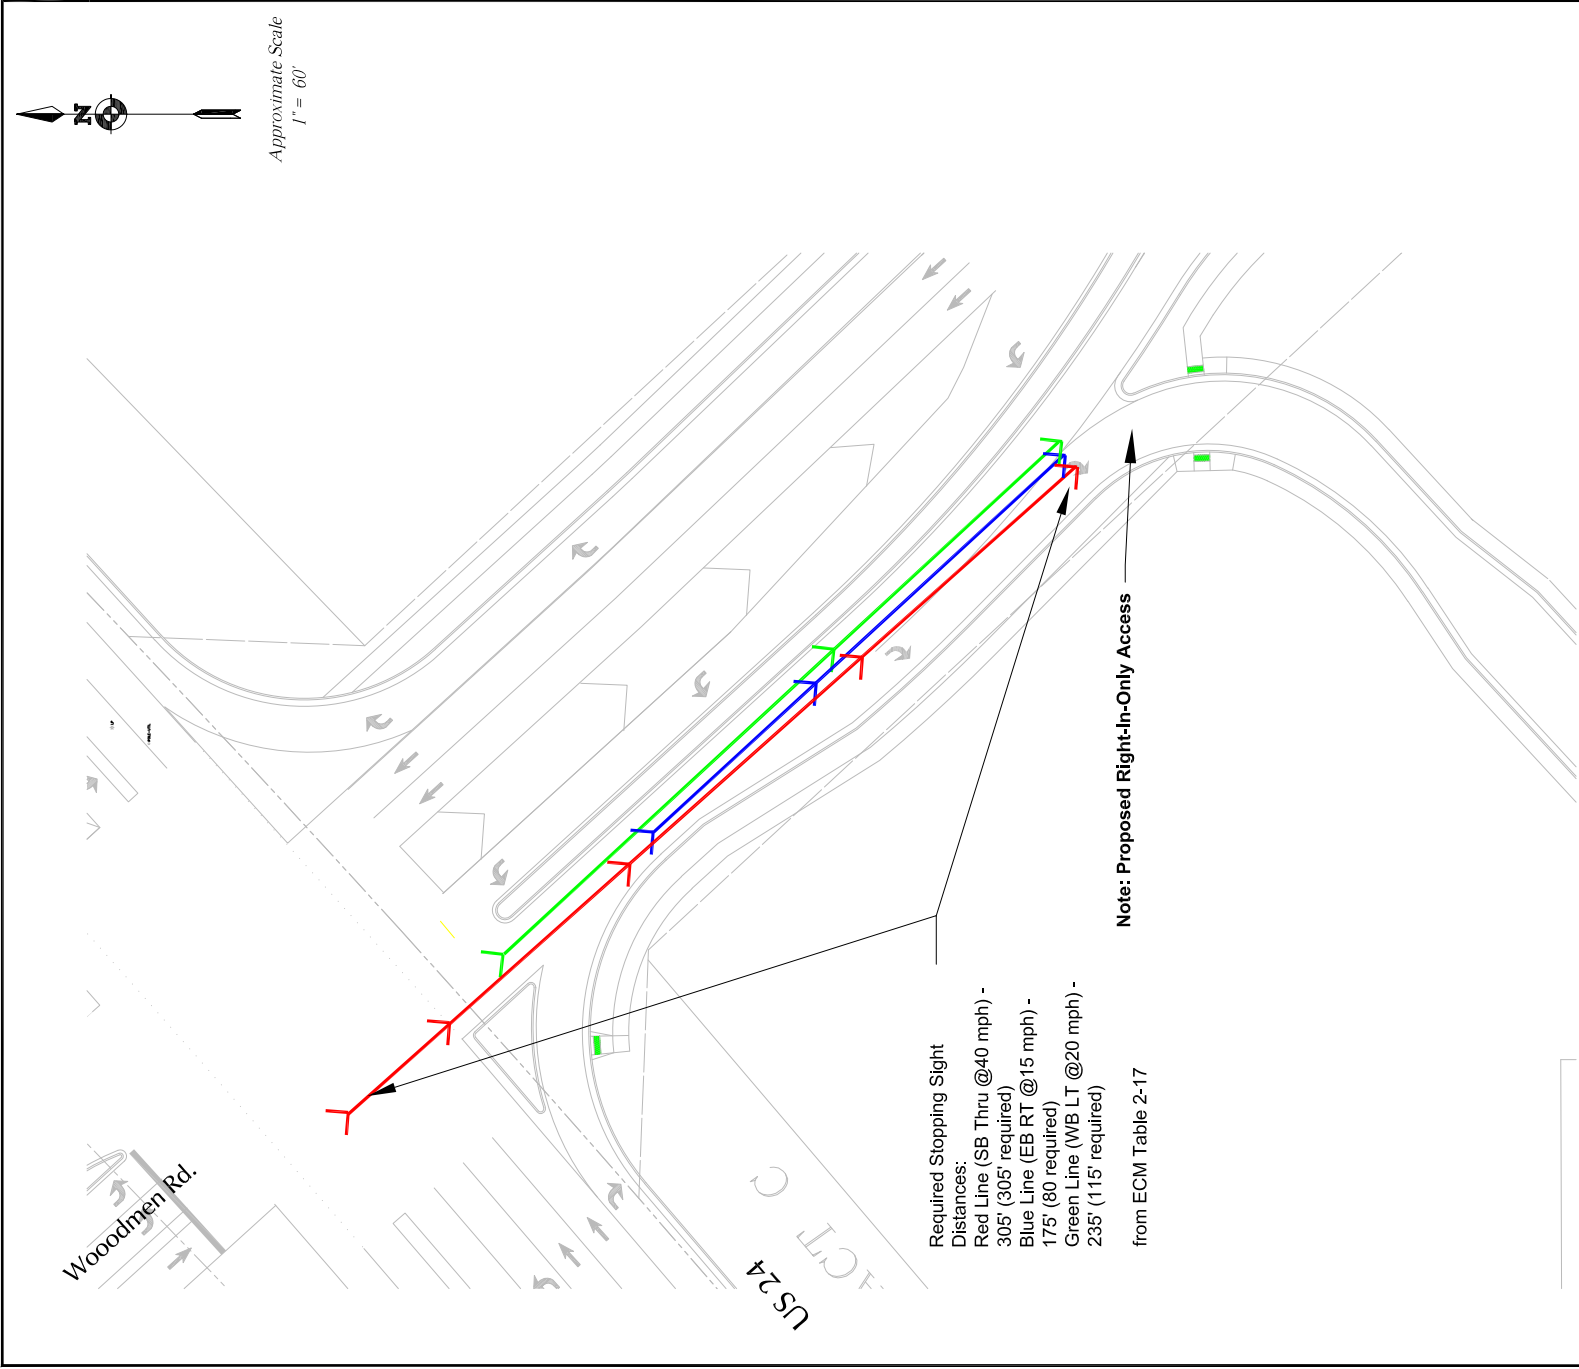 N
Approximate Scale
1" = 60'
Wooodmen Rd.
US 24
ACT C
Required Stopping Sight
Distances:
Red Line (SB Thru @40 mph) -
305' (305' required)
Blue Line (EB RT @15 mph) -
175' (80 required)
Green Line (WB LT @20 mph) -
235' (115' required)
from ECM Table 2-17
Note: Proposed Right-In-Only Access